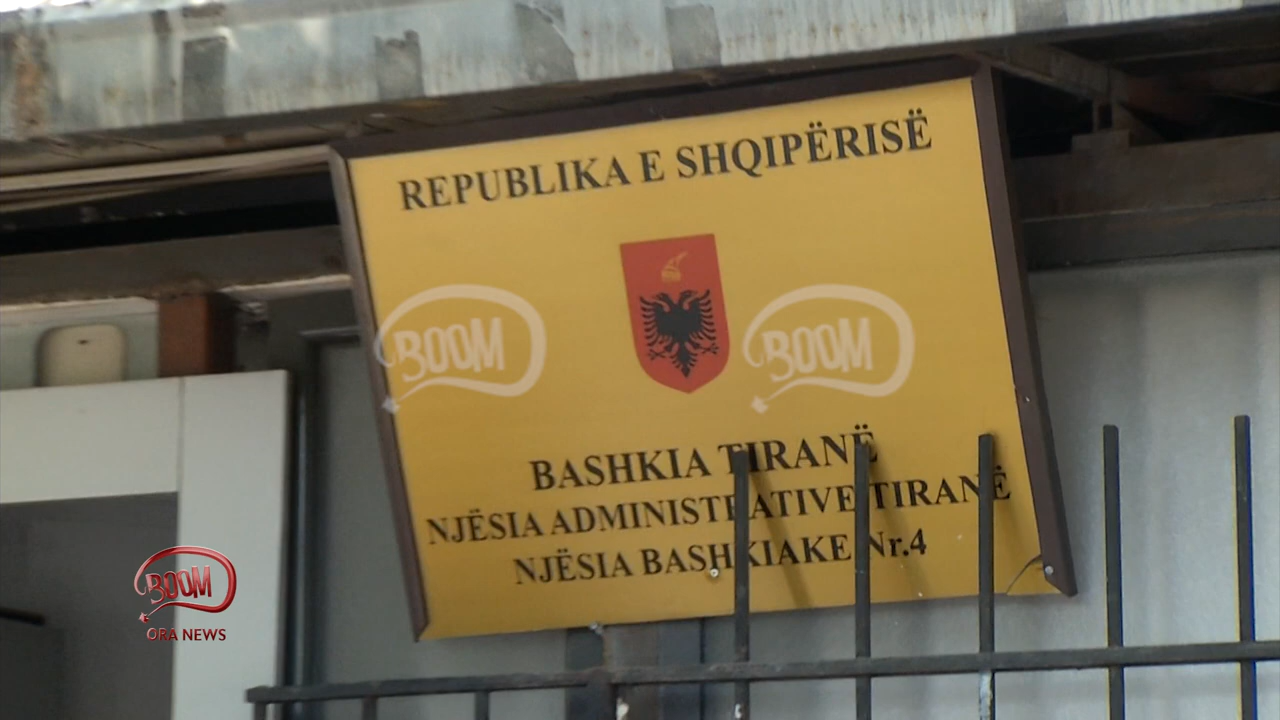 REPUBLIKA E SHQIPËRISË
BOOM
BOOM
BASHKIA TIRANË
NJËSIA ADMINISTRATIVE TIRANË
NJËSIA BASHKIAKE Nr.4
BOOM
ORA NEWS